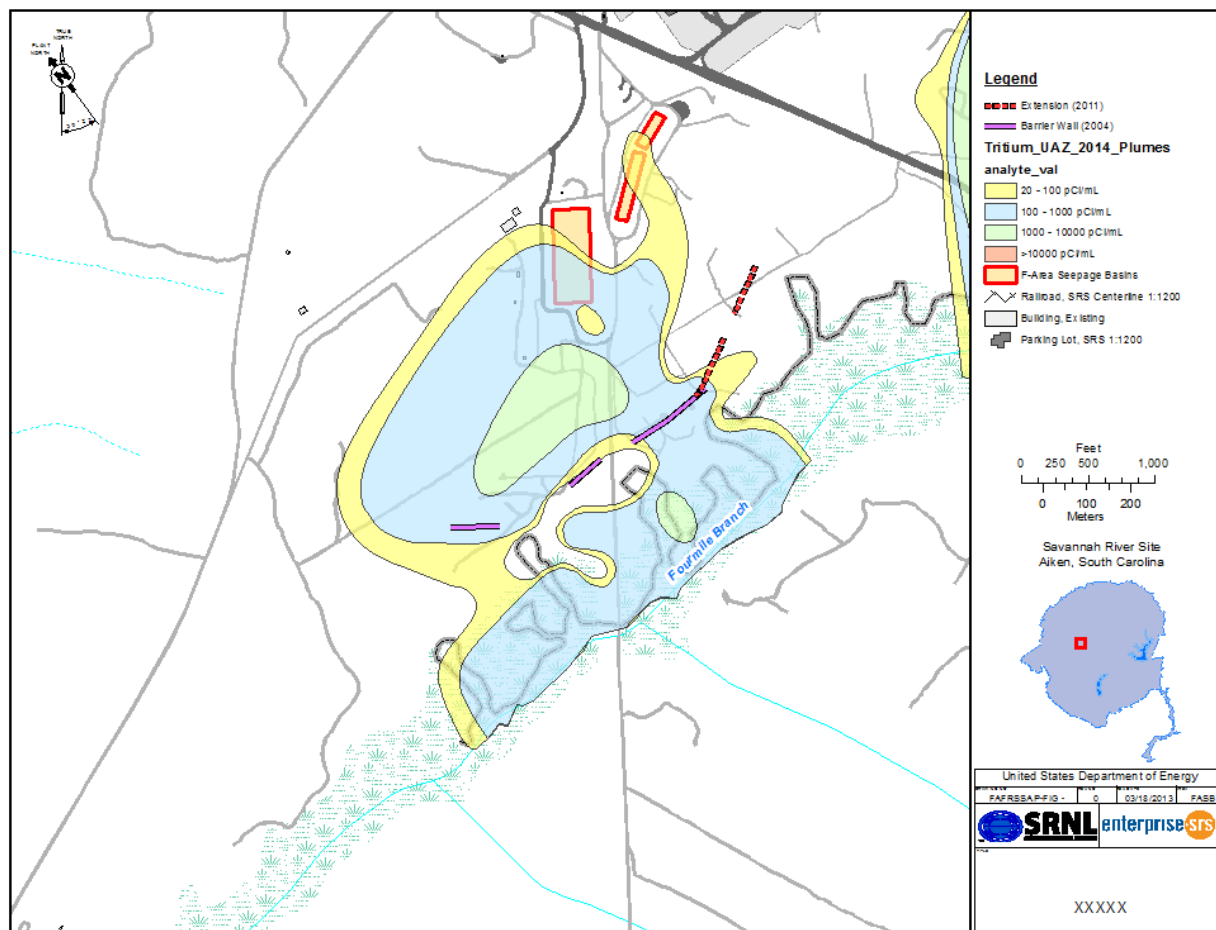 TRUE
NORTH
PLANT
NORTH
N
Fourmile Branch
Legend
Extension (2011)
Barrier Wall (2004)
Tritium_UAZ_2014_Plumes
analyte_val
20 - 100 pCi/mL
100 - 1000 pCi/mL
1000 - 10000 pCi/mL
>10000 pCi/mL
F-Area Seepage Basins
Railroad, SRS Centerline 1:1200
Building, Existing
Parking Lot, SRS 1:1200
Feet
0 250 500 1,000
0 100 200
Meters
Savannah River Site
Aiken, South Carolina
United States Department of Energy
FAFRSSAP-FIG - 0 03/18/2013 FASB
SRNL enterprise·srs
XXXXX